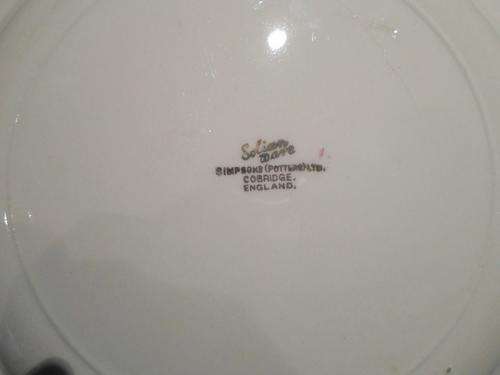 Solian
Ware
SIMPSONS (POTTERS) LTD.
COBRIDGE.
ENGLAND.